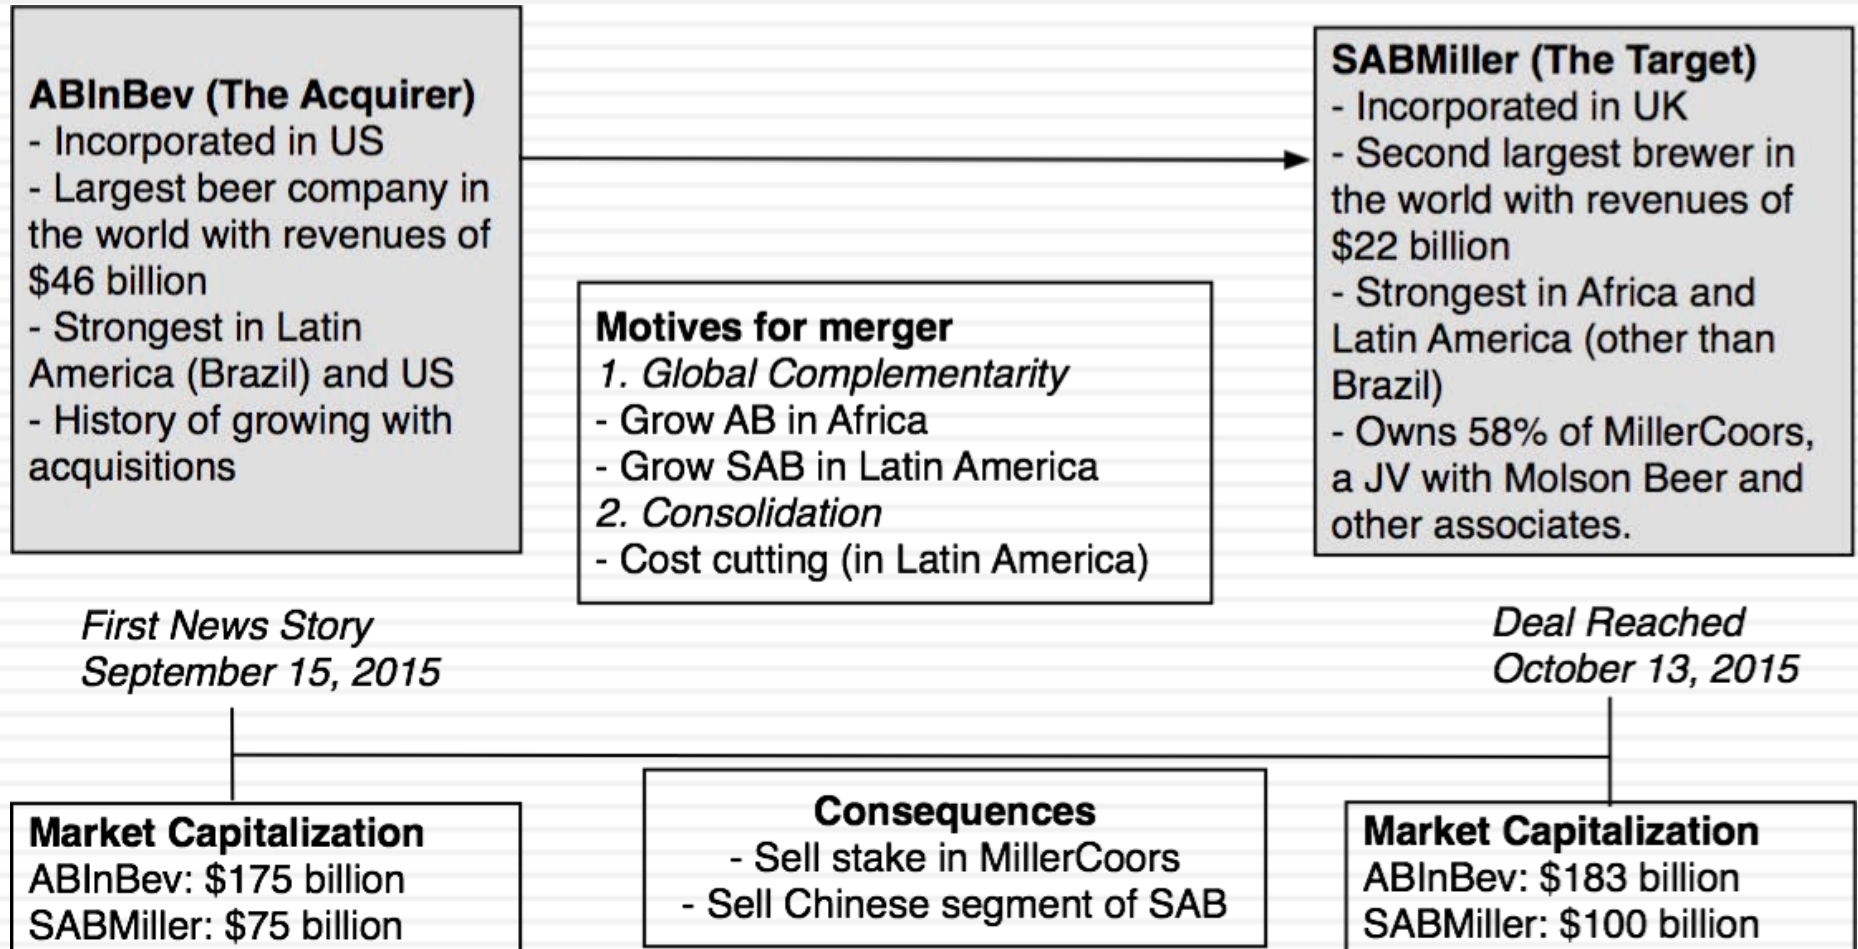 ABInBev (The Acquirer)
- Incorporated in US
- Largest beer company in
the world with revenues of
$46 billion
- Strongest in Latin
America (Brazil) and US
- History of growing with
acquisitions
SABMiller (The Target)
- Incorporated in UK
- Second largest brewer in
the world with revenues of
$22 billion
- Strongest in Africa and
Latin America (other than
Brazil)
- Owns 58% of MillerCoors,
a JV with Molson Beer and
other associates.
Motives for merger
1. Global Complementarity
- Grow AB in Africa
- Grow SAB in Latin America
2. Consolidation
- Cost cutting (in Latin America)
First News Story
September 15, 2015
Deal Reached
October 13, 2015
Market Capitalization
ABInBev: $175 billion
SABMiller: $75 billion
Consequences
- Sell stake in MillerCoors
- Sell Chinese segment of SAB
Market Capitalization
ABInBev: $183 billion
SABMiller: $100 billion